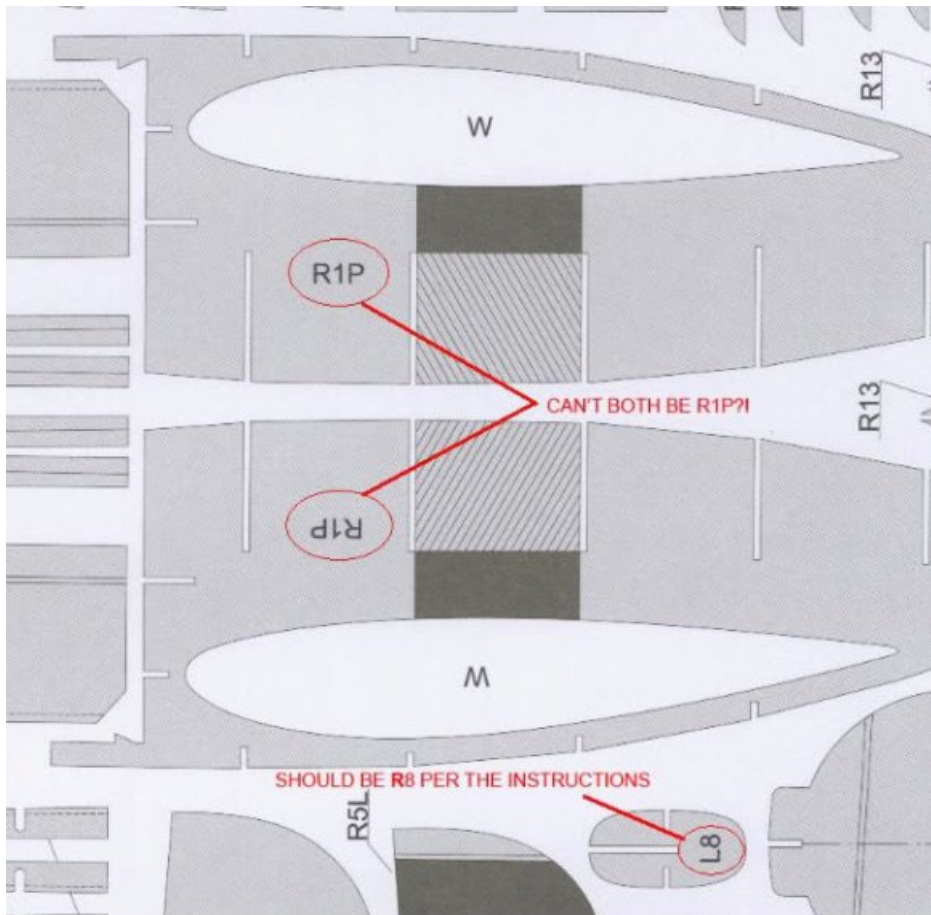 R13
W
R1P
CAN'T BOTH BE R1P?!
R13
R1P
W
SHOULD BE R8 PER THE INSTRUCTIONS
R5L
L8